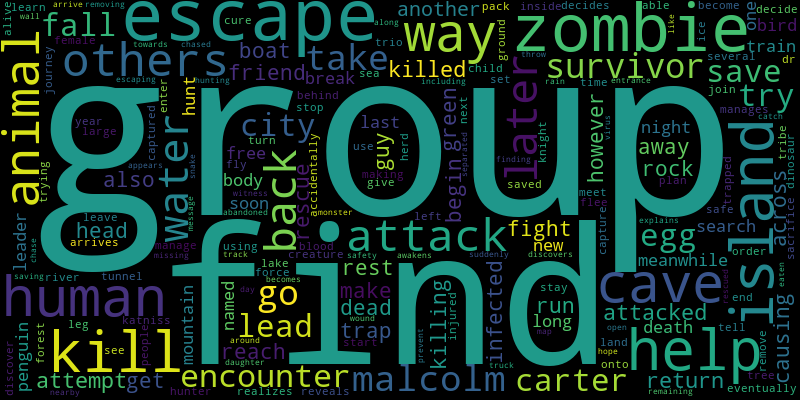 group
find
escape
way
zombie
others
take
fall
friend
boat
break
another
killed
survivor
save
try
animal
water
human
kill
island
cave
help
attack
later
back
city
also
head
leader
hunt
guy
last
free
body
soon
rescue
begin
green
however
night
away
rock
train
bird
one
egg
meanwhile
search
across
causing
attacked
death
return
carter
malcolm
encounter
infected
killing
trap
make
dead
rest
go
lead
reach
named
mountain
fight
new
run
long
stay
attempt
get
penguin
arrives
leave
year
large
captured
enter
trying
journey
female
learn
arrive
removing
alive
wall
cure
along
towards
chased
trio
sea
child
set
pack
ground
inside
decides
able
become
ice
like
several
time
entrance
rain
throw
including
escaping
hunting
behind
stop
turn
fly
use
making
give
herd
accidentally
witness
abandoned
monster
saved
knight
finding
separated
next
virus
meet
flee
plan
capture
trapped
safe
join
manages
catch
tribe
dinosaur
sacrifice
decide
dr
order
end
tell
land
onto
open
hope
remove
tree
eaten
restored
eventually
remaining
explains
discovers
suddenly
awakens
safety
left
blood
creature
lake
force
becomes
using
track
day
around
daughter
start
wound
injured
prevent
truck
map
realizes
reveals
hunter
nearby
katniss
people
see
leg
forest
river
tunnel
saving
discover
manage
missing
message
snake
appears
chase